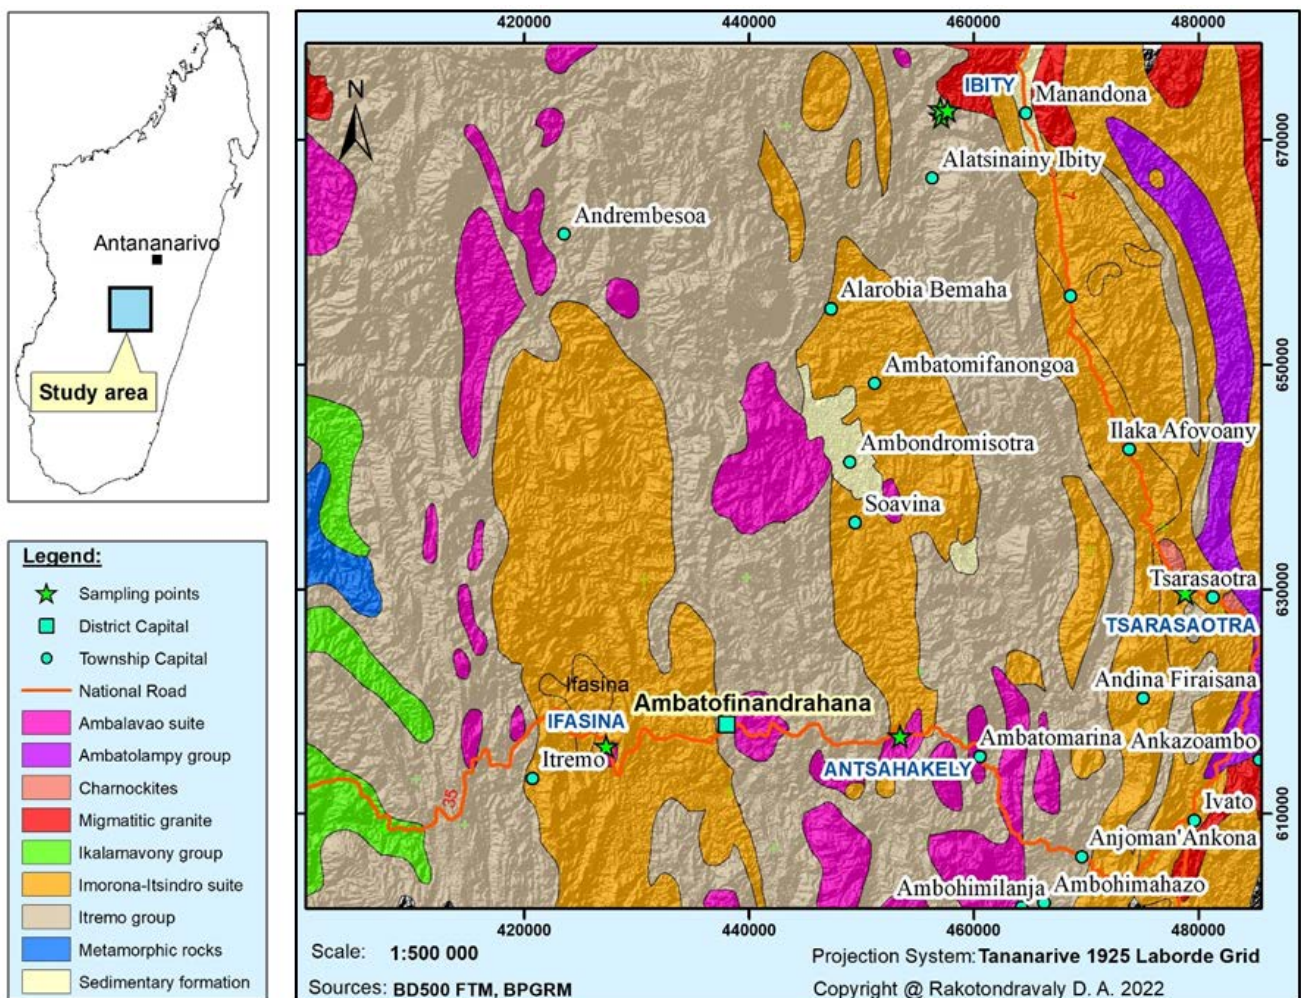 Antananarivo
Study area
Legend:
Sampling points
District Capital
Township Capital
National Road
Ambalavao suite
Ambatolampy group
Charnockites
Migmatitic granite
Ikalamavony group
Imorona-Itsindro suite
Itremo group
Metamorphic rocks
Sedimentary formation
420000
440000
460000
480000
N
IBITY
Manandona
670000
Alatsinainy Ibity
7
Andrembesoa
Alarobia Bemaha
650000
Ambatomifanongoa
Ilaka Afovoany
Ambondromisotra
Soavina
Tsarasaotra
630000
TSARASAOTRA
Andina Firaisana
Ifasina
Ambatofinandrahana
IFASINA
Ambatomarina
Ankazoambo
Itremo
ANTSAHAKELY
35
Ivato
610000
Anjoman'Ankona
Ambohimilanja
Ambohimahazo
420000
440000
460000
480000
Scale: 1:500 000
Projection System: Tananarive 1925 Laborde Grid
Sources: BD500 FTM, BPGRM
Copyright @ Rakotondravaly D. A. 2022